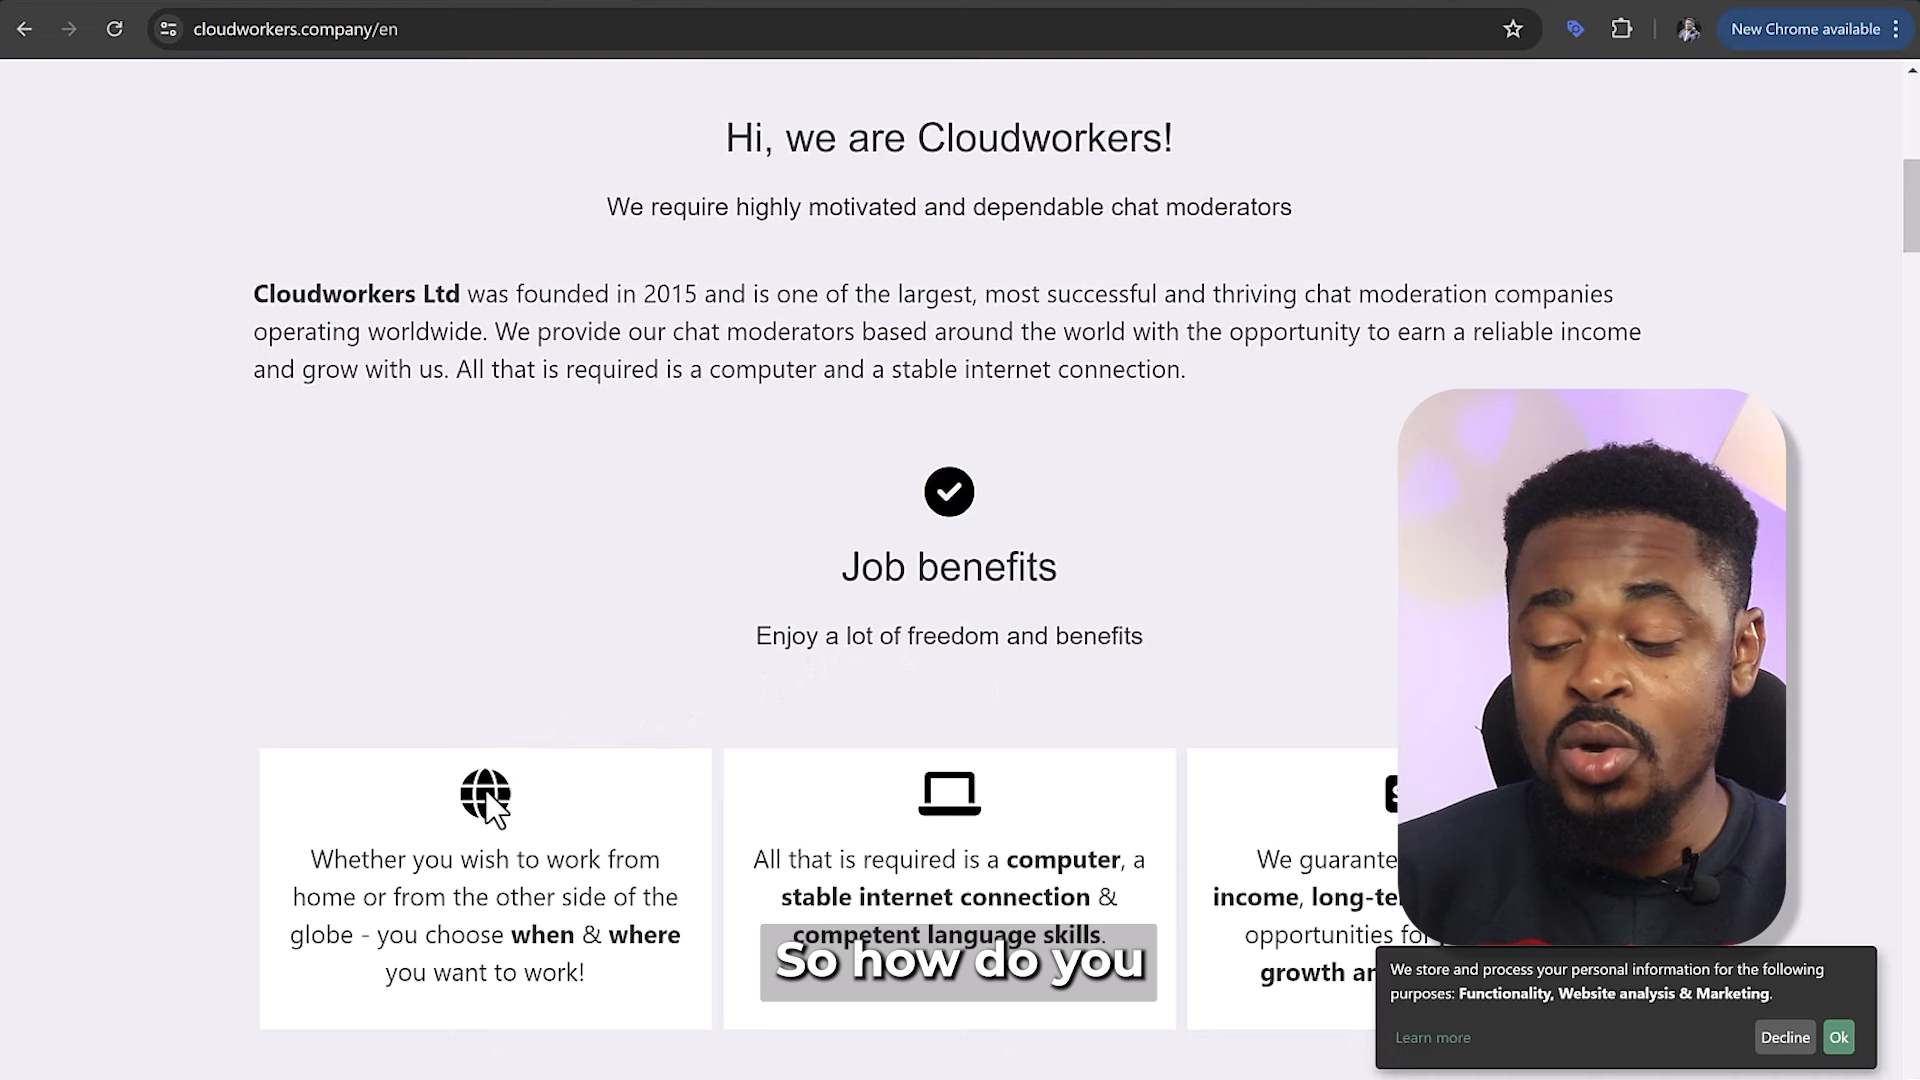 cloudworkers.company/en
New Chrome available
Hi, we are Cloudworkers!
We require highly motivated and dependable chat moderators
Cloudworkers Ltd was founded in 2015 and is one of the largest, most successful and thriving chat moderation companies
operating worldwide. We provide our chat moderators based around the world with the opportunity to earn a reliable income
and grow with us. All that is required is a computer and a stable internet connection.
Job benefits
Enjoy a lot of freedom and benefits
Whether you wish to work from
home or from the other side of the
globe - you choose when & where
you want to work!
All that is required is a computer, a
stable internet connection &
competent language skills.
So how do you
We guarante
income, long-te
opportunities fo
growth a
We store and process your personal information for the following
purposes: Functionality, Website analysis & Marketing.
Learn more
Decline
Ok